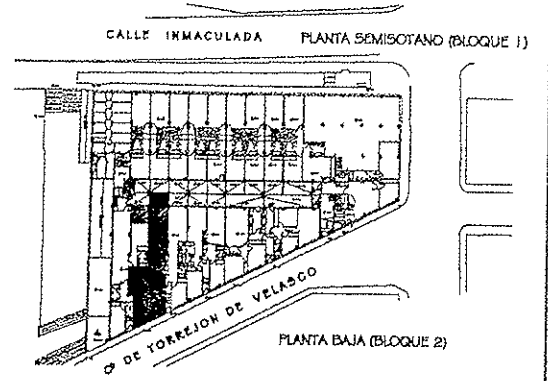 CALLE INMACULADA
PLANTA SEMISOTANO (BLOQUE 1)
Cº DE TORREJON DE VELASCO
PLANTA BAJA (BLOQUE 2)